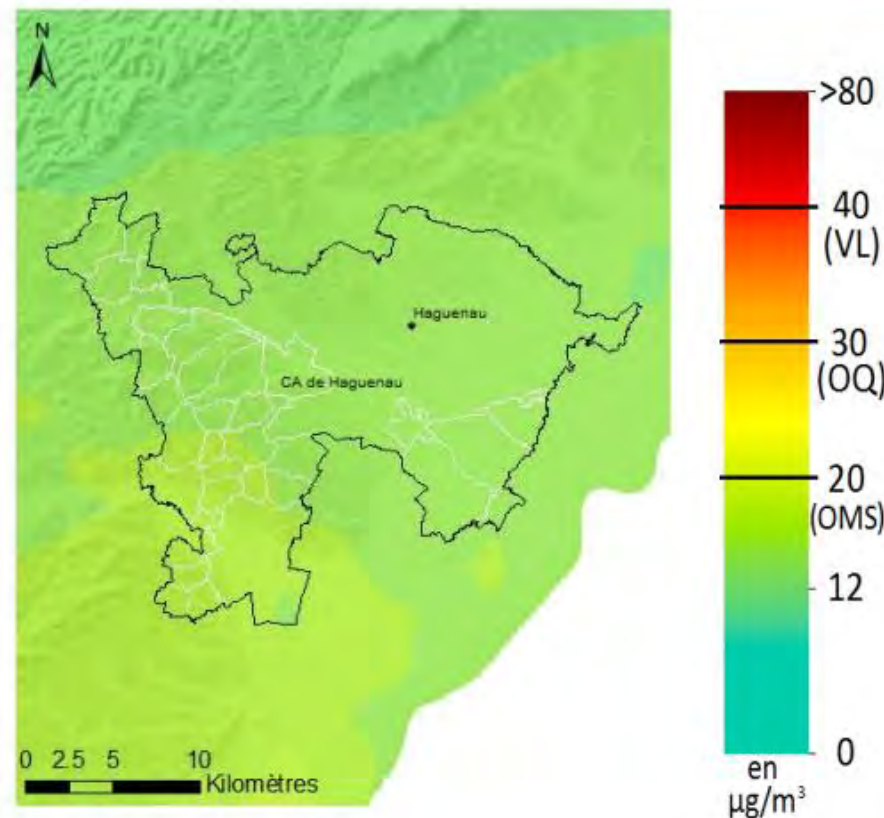 N
Haguenau
CA de Haguenau
0 2.5 5 10
Kilomètres
>80
40
(VL)
30
(OQ)
20
(OMS)
12
0
en
µg/m³